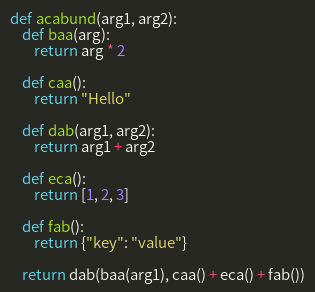 def acabund(arg1, arg2):
    def baa(arg):
        return arg * 2

    def caa():
        return "Hello"

    def dab(arg1, arg2):
        return arg1 + arg2

    def eca():
        return [1, 2, 3]

    def fab():
        return {"key": "value"}

    return dab(baa(arg1), caa() + eca() + fab())